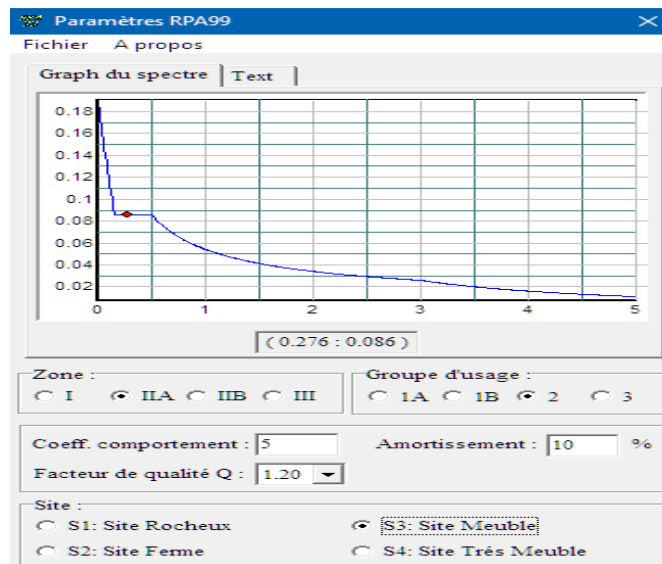 Paramètres RPA99
Fichier A propos
Graph du spectre Text
0.18
0.16
0.14
0.12
0.1
0.08
0.06
0.04
0.02
0 1 2 3 4 5
( 0.276 : 0.086 )
Zone : Groupe d'usage :
I IIA IIB III 1A 1B 2 3
Coeff. comportement : 5 Amortissement : 10 %
Facteur de qualité Q : 1.20
Site :
S1: Site Rocheux S3: Site Meuble
S2: Site Ferme S4: Site Trés Meuble